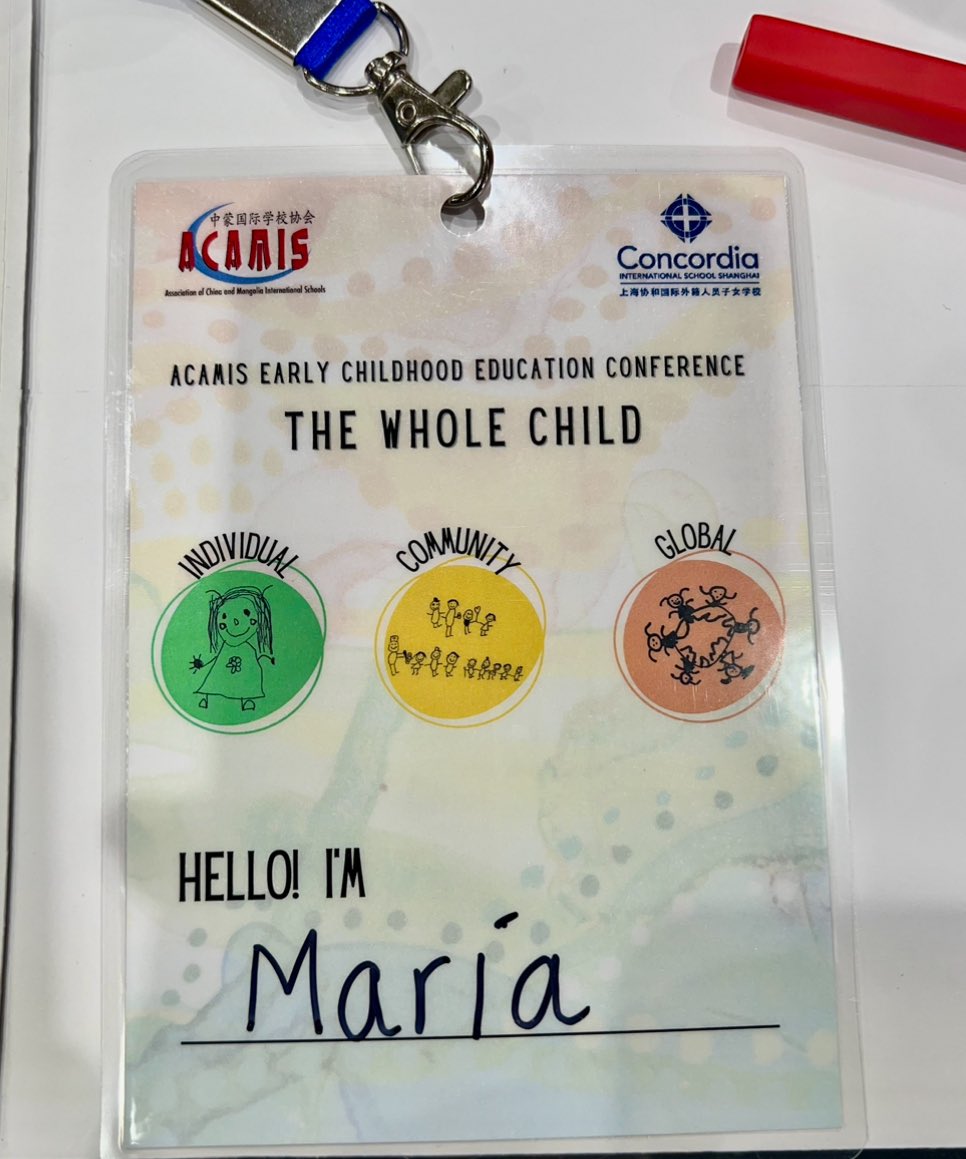 中蒙国际学校协会
ACAMIS
Association of China and Mongolia International Schools
Concordia
INTERNATIONAL SCHOOL SHANGHAI
上海协和国际外籍人员子女学校
ACAMIS EARLY CHILDHOOD EDUCATION CONFERENCE
THE WHOLE CHILD
INDIVIDUAL
COMMUNITY
GLOBAL
HELLO! I'M
María